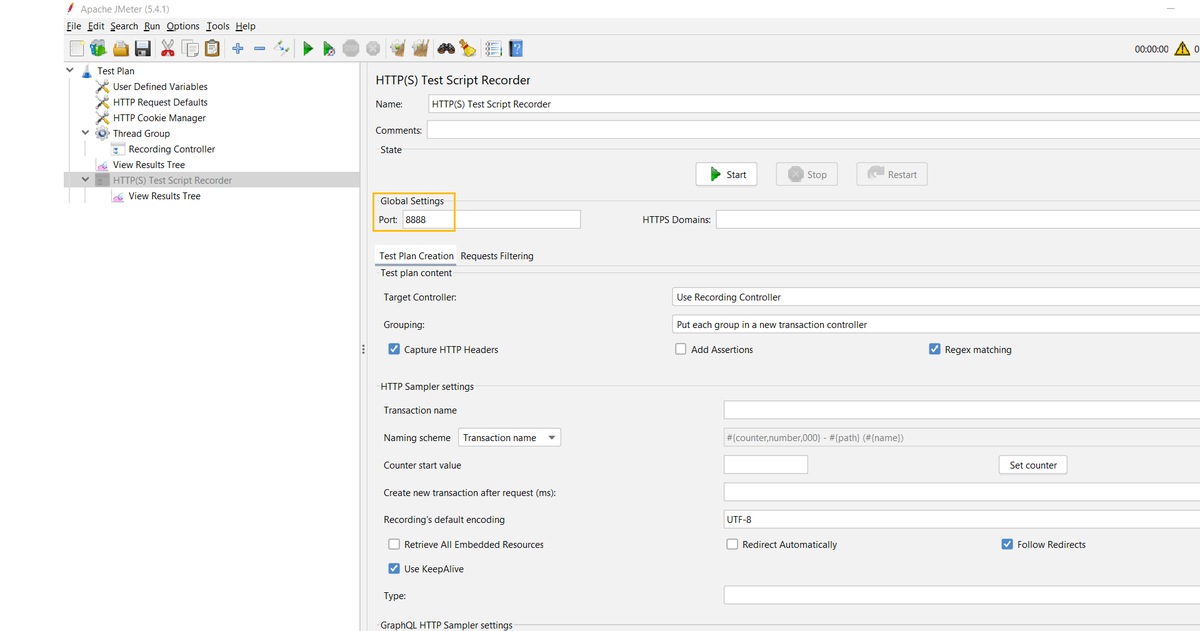 Apache JMeter (5.4.1)
File Edit Search Run Options Tools Help
00:00:00 0
Test Plan
User Defined Variables
HTTP Request Defaults
HTTP Cookie Manager
Thread Group
Recording Controller
View Results Tree
HTTP(S) Test Script Recorder
View Results Tree
HTTP(S) Test Script Recorder
Name: HTTP(S) Test Script Recorder
Comments:
State
Start Stop Restart
Global Settings
Port: 8888 HTTPS Domains:
Test Plan Creation Requests Filtering
Test plan content
Target Controller: Use Recording Controller
Grouping: Put each group in a new transaction controller
Capture HTTP Headers Add Assertions Regex matching
HTTP Sampler settings
Transaction name
Naming scheme Transaction name #{counter,number,000} - #{path} (#{name})
Counter start value Set counter
Create new transaction after request (ms):
Recording's default encoding UTF-8
Retrieve All Embedded Resources Redirect Automatically Follow Redirects
Use KeepAlive
Type:
GraphQL HTTP Sampler settings